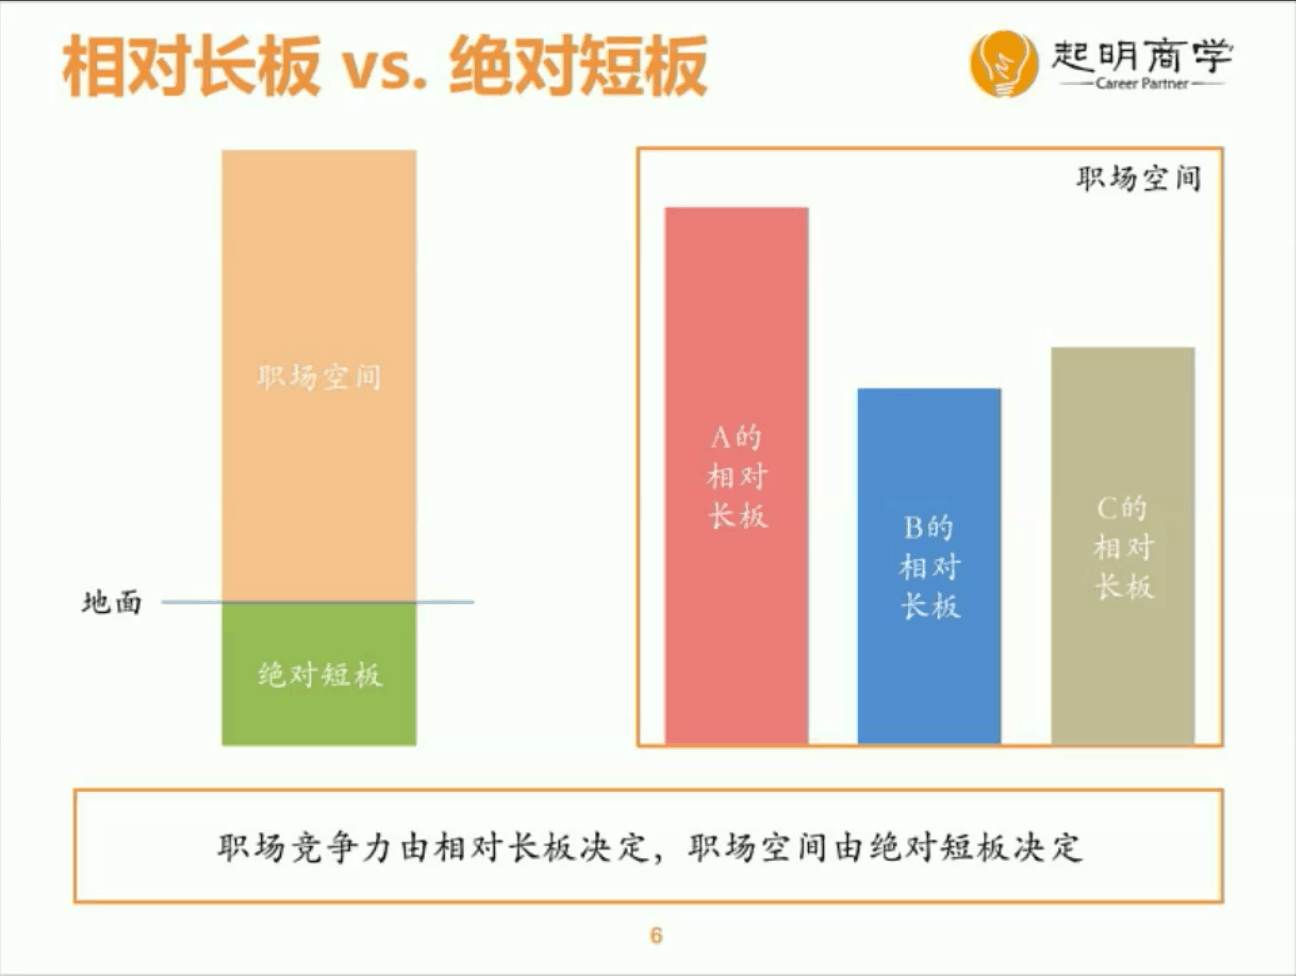 相对长板 vs. 绝对短板
起明商学
Career Partner
职场空间
地面
绝对短板
职场空间
A的
相对
长板
B的
相对
长板
C的
相对
长板
职场竞争力由相对长板决定，职场空间由绝对短板决定
6